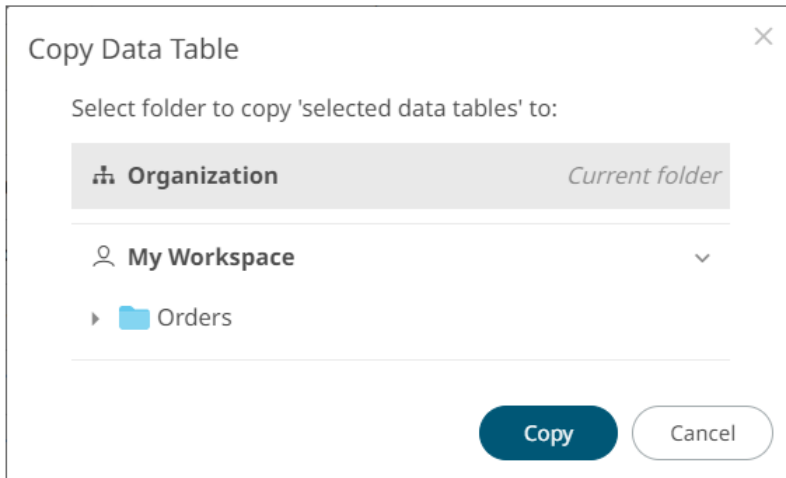 Copy Data Table
Select folder to copy 'selected data tables' to:
Organization Current folder
My Workspace
Orders
Copy Cancel